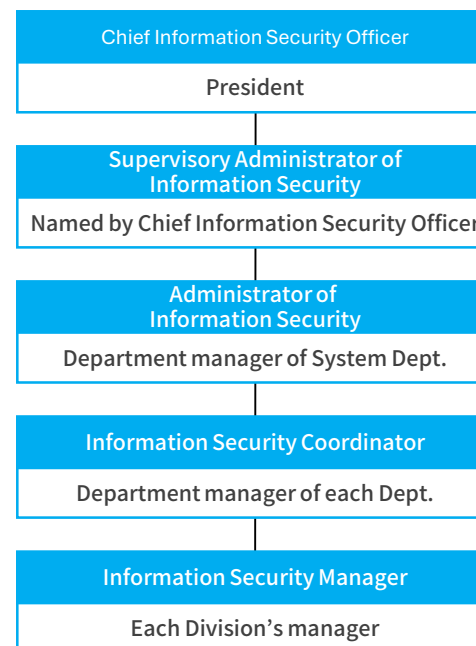 Chief Information Security Officer
President
Supervisory Administrator of
Information Security
Named by Chief Information Security Officer
Administrator of
Information Security
Department manager of System Dept.
Information Security Coordinator
Department manager of each Dept.
Information Security Manager
Each Division’s manager